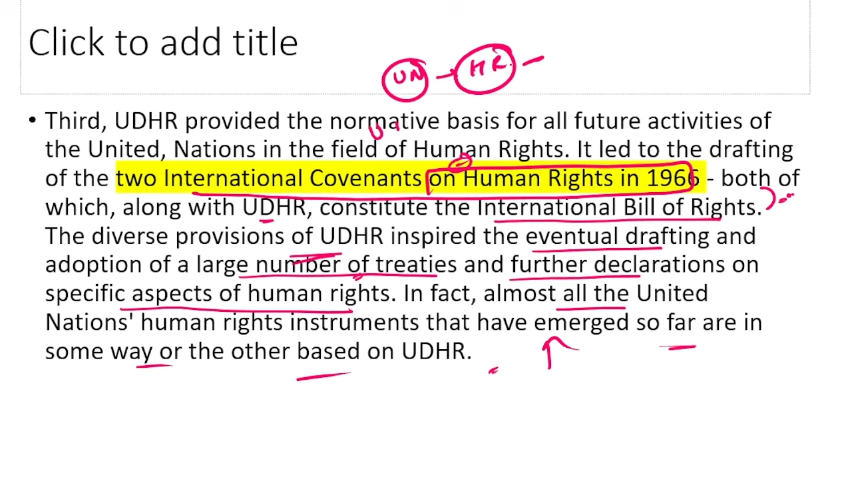 Click to add title
UN HR
• Third, UDHR provided the normative basis for all future activities of
the United, Nations in the field of Human Rights. It led to the drafting
of the two International Covenants on Human Rights in 1966 - both of
which, along with UDHR, constitute the International Bill of Rights.
The diverse provisions of UDHR inspired the eventual drafting and
adoption of a large number of treaties and further declarations on
specific aspects of human rights. In fact, almost all the United
Nations' human rights instruments that have emerged so far are in
some way or the other based on UDHR.